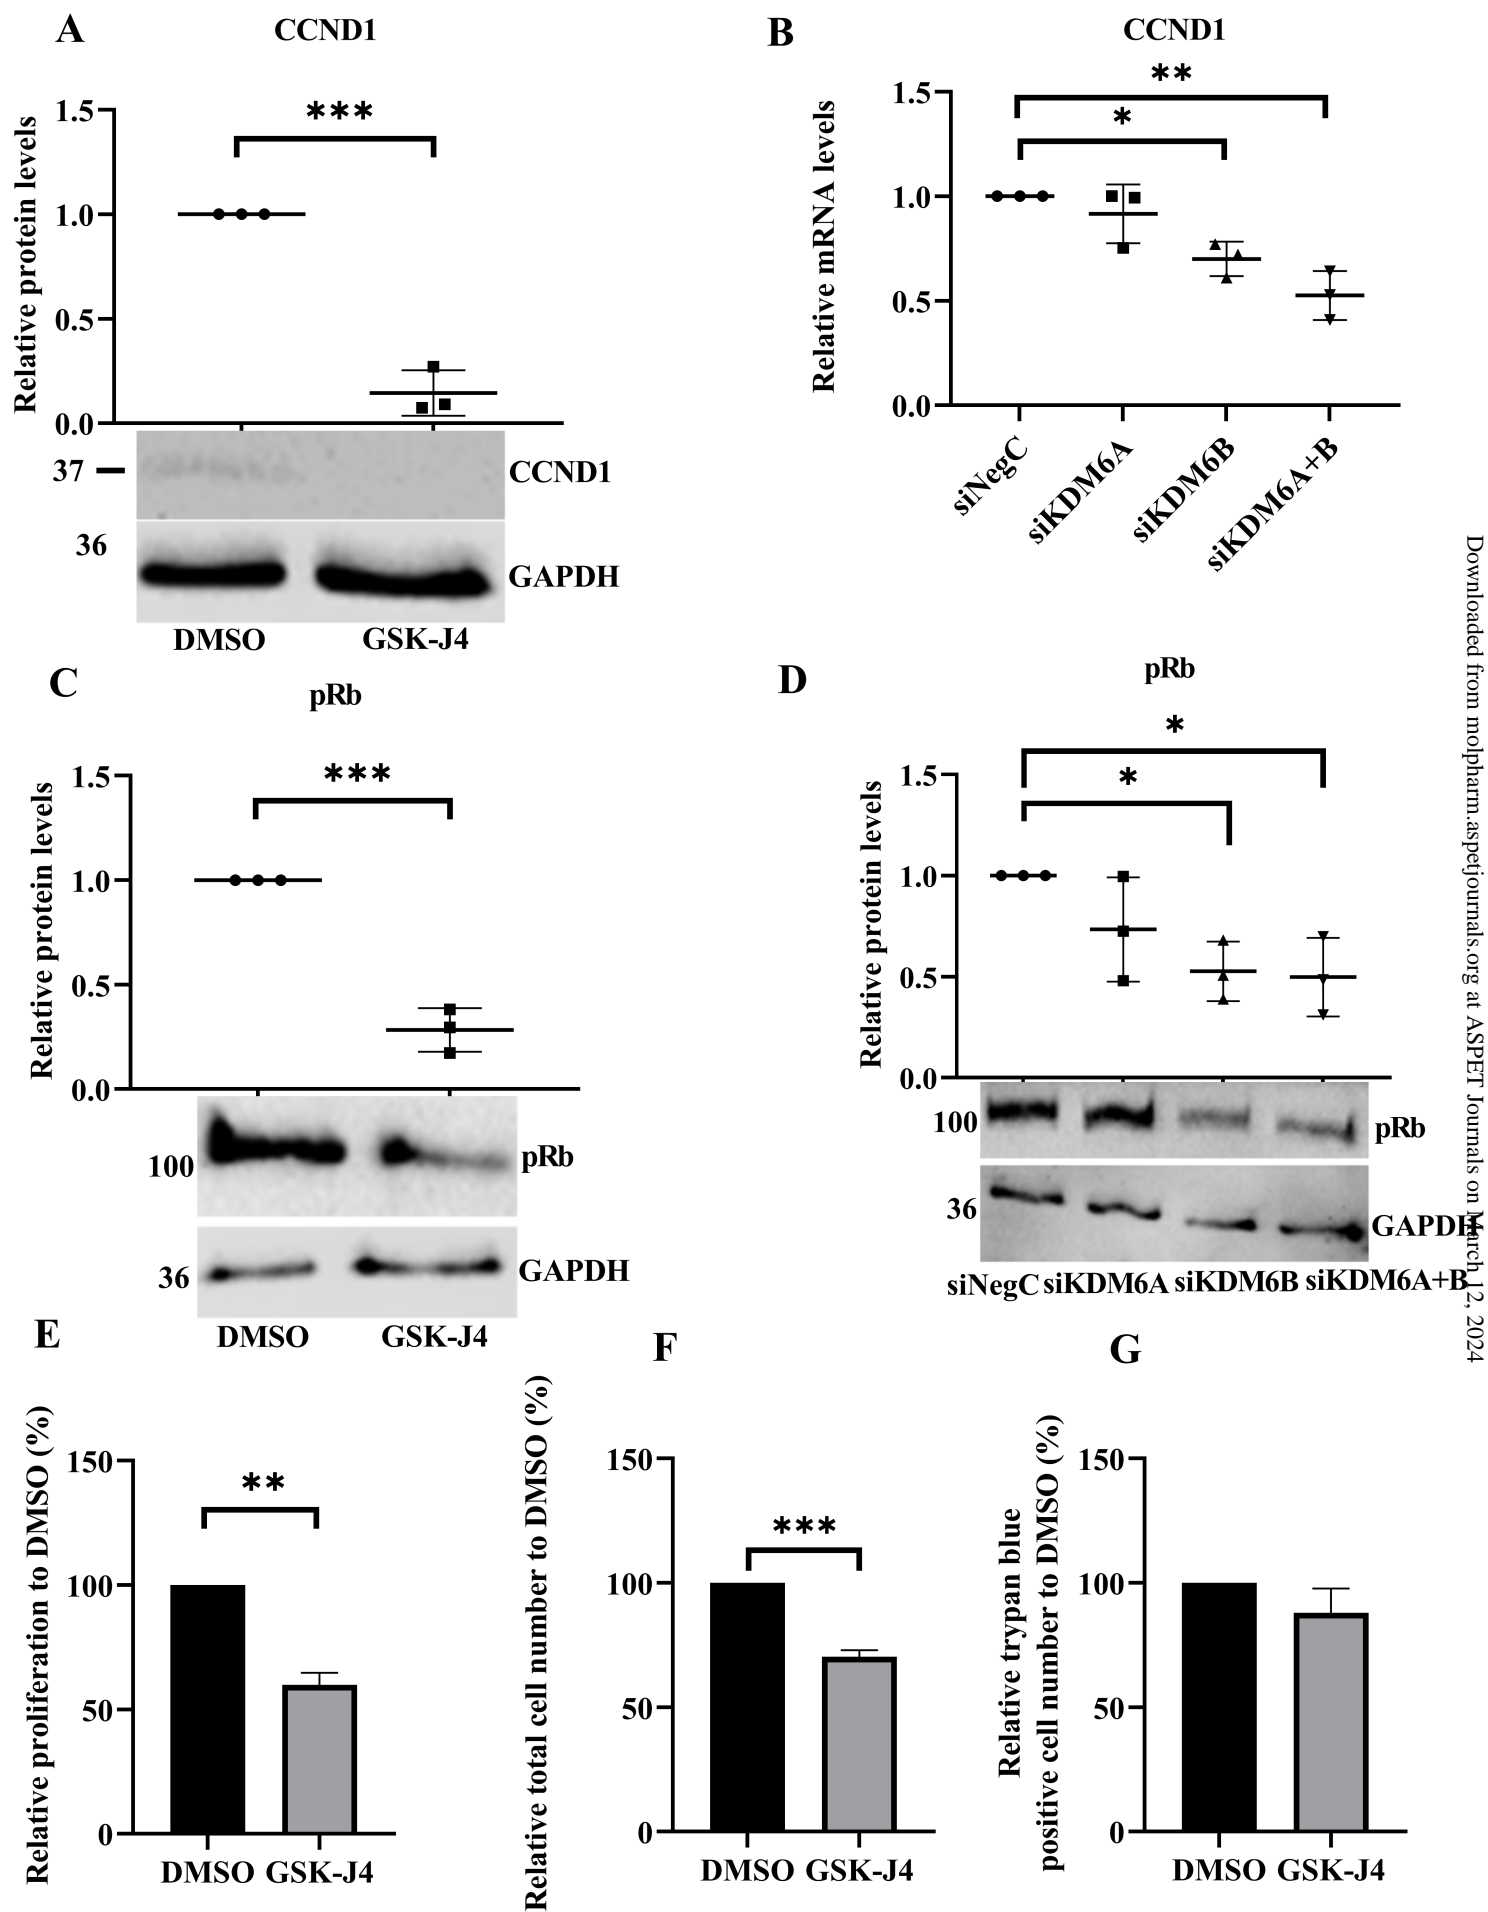 A
CCND1
***
Relative protein levels
1.5
1.0
0.5
0.0
37
CCND1
36
GAPDH
DMSO GSK-J4
B
CCND1
**
*
Relative mRNA levels
1.5
1.0
0.5
0.0
siNegC
siKDM6A
siKDM6B
siKDM6A+B
C
pRb
***
Relative protein levels
1.5
1.0
0.5
0.0
100
pRb
36
GAPDH
DMSO GSK-J4
D
pRb
*
*
Relative protein levels
1.5
1.0
0.5
0.0
100
pRb
36
GAPDH
siNegC siKDM6A siKDM6B siKDM6A+B
E
**
Relative proliferation to DMSO (%)
150
100
50
0
DMSO GSK-J4
F
***
Relative total cell number to DMSO (%)
150
100
50
0
DMSO GSK-J4
G
Relative trypan blue
positive cell number to DMSO (%)
150
100
50
0
DMSO GSK-J4
Downloaded from molpharm.aspetjournals.org at ASPET Journals on March 12, 2024